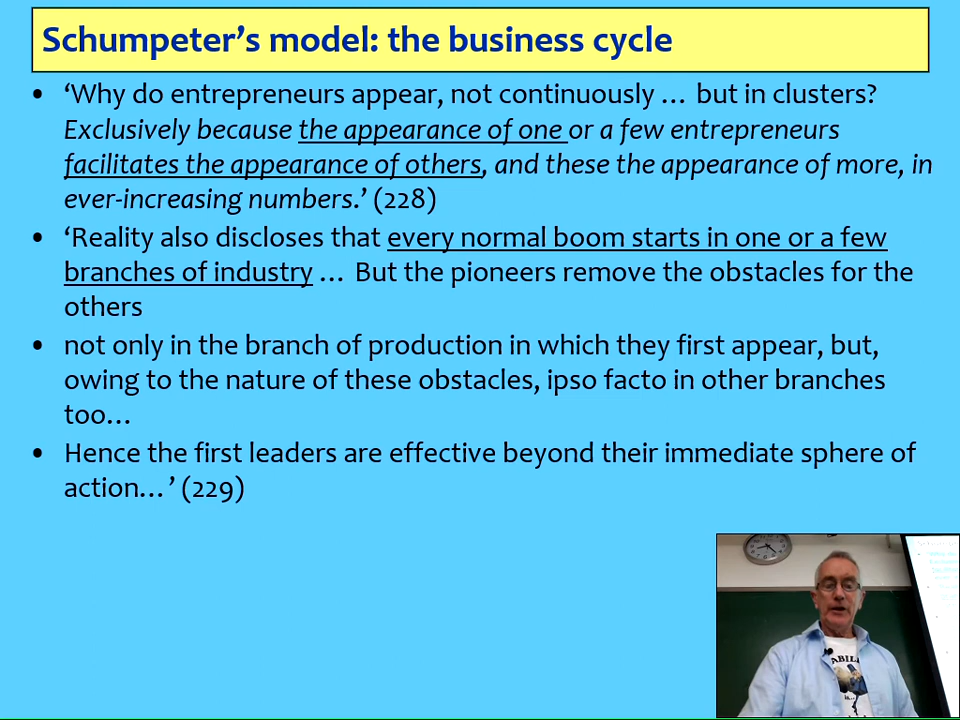 Schumpeter’s model: the business cycle
• ‘Why do entrepreneurs appear, not continuously … but in clusters?
Exclusively because the appearance of one or a few entrepreneurs
facilitates the appearance of others, and these the appearance of more, in
ever-increasing numbers.’ (228)
• ‘Reality also discloses that every normal boom starts in one or a few
branches of industry … But the pioneers remove the obstacles for the
others
• not only in the branch of production in which they first appear, but,
owing to the nature of these obstacles, ipso facto in other branches
too…
• Hence the first leaders are effective beyond their immediate sphere of
action…’ (229)